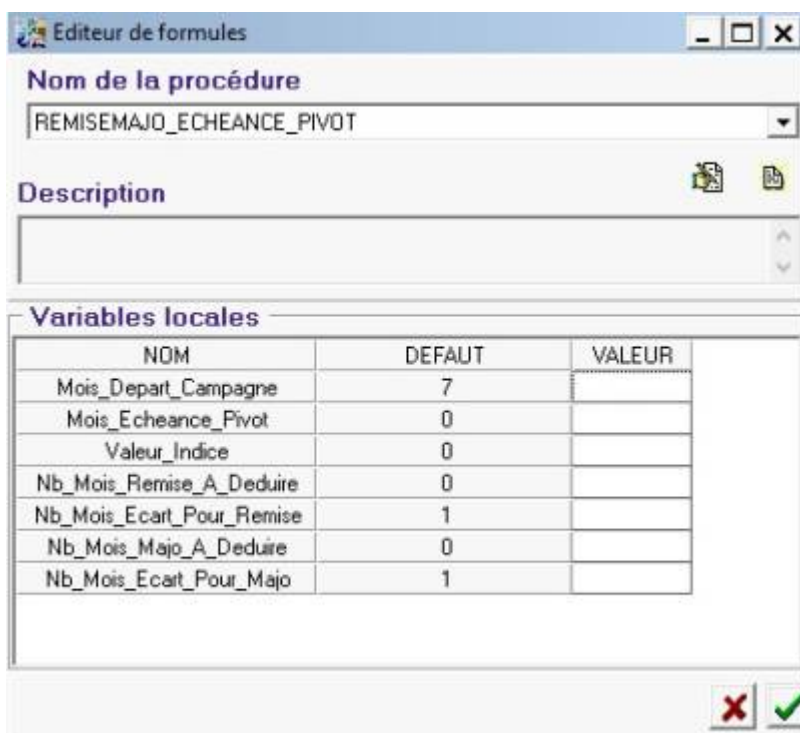 Editeur de formules
Nom de la procédure
REMISEMAJO_ECHEANCE_PIVOT
Description
Variables locales
NOM DEFAUT VALEUR
Mois_Depart_Campagne 7
Mois_Echeance_Pivot 0
Valeur_Indice 0
Nb_Mois_Remise_A_Deduire 0
Nb_Mois_Ecart_Pour_Remise 1
Nb_Mois_Majo_A_Deduire 0
Nb_Mois_Ecart_Pour_Majo 1